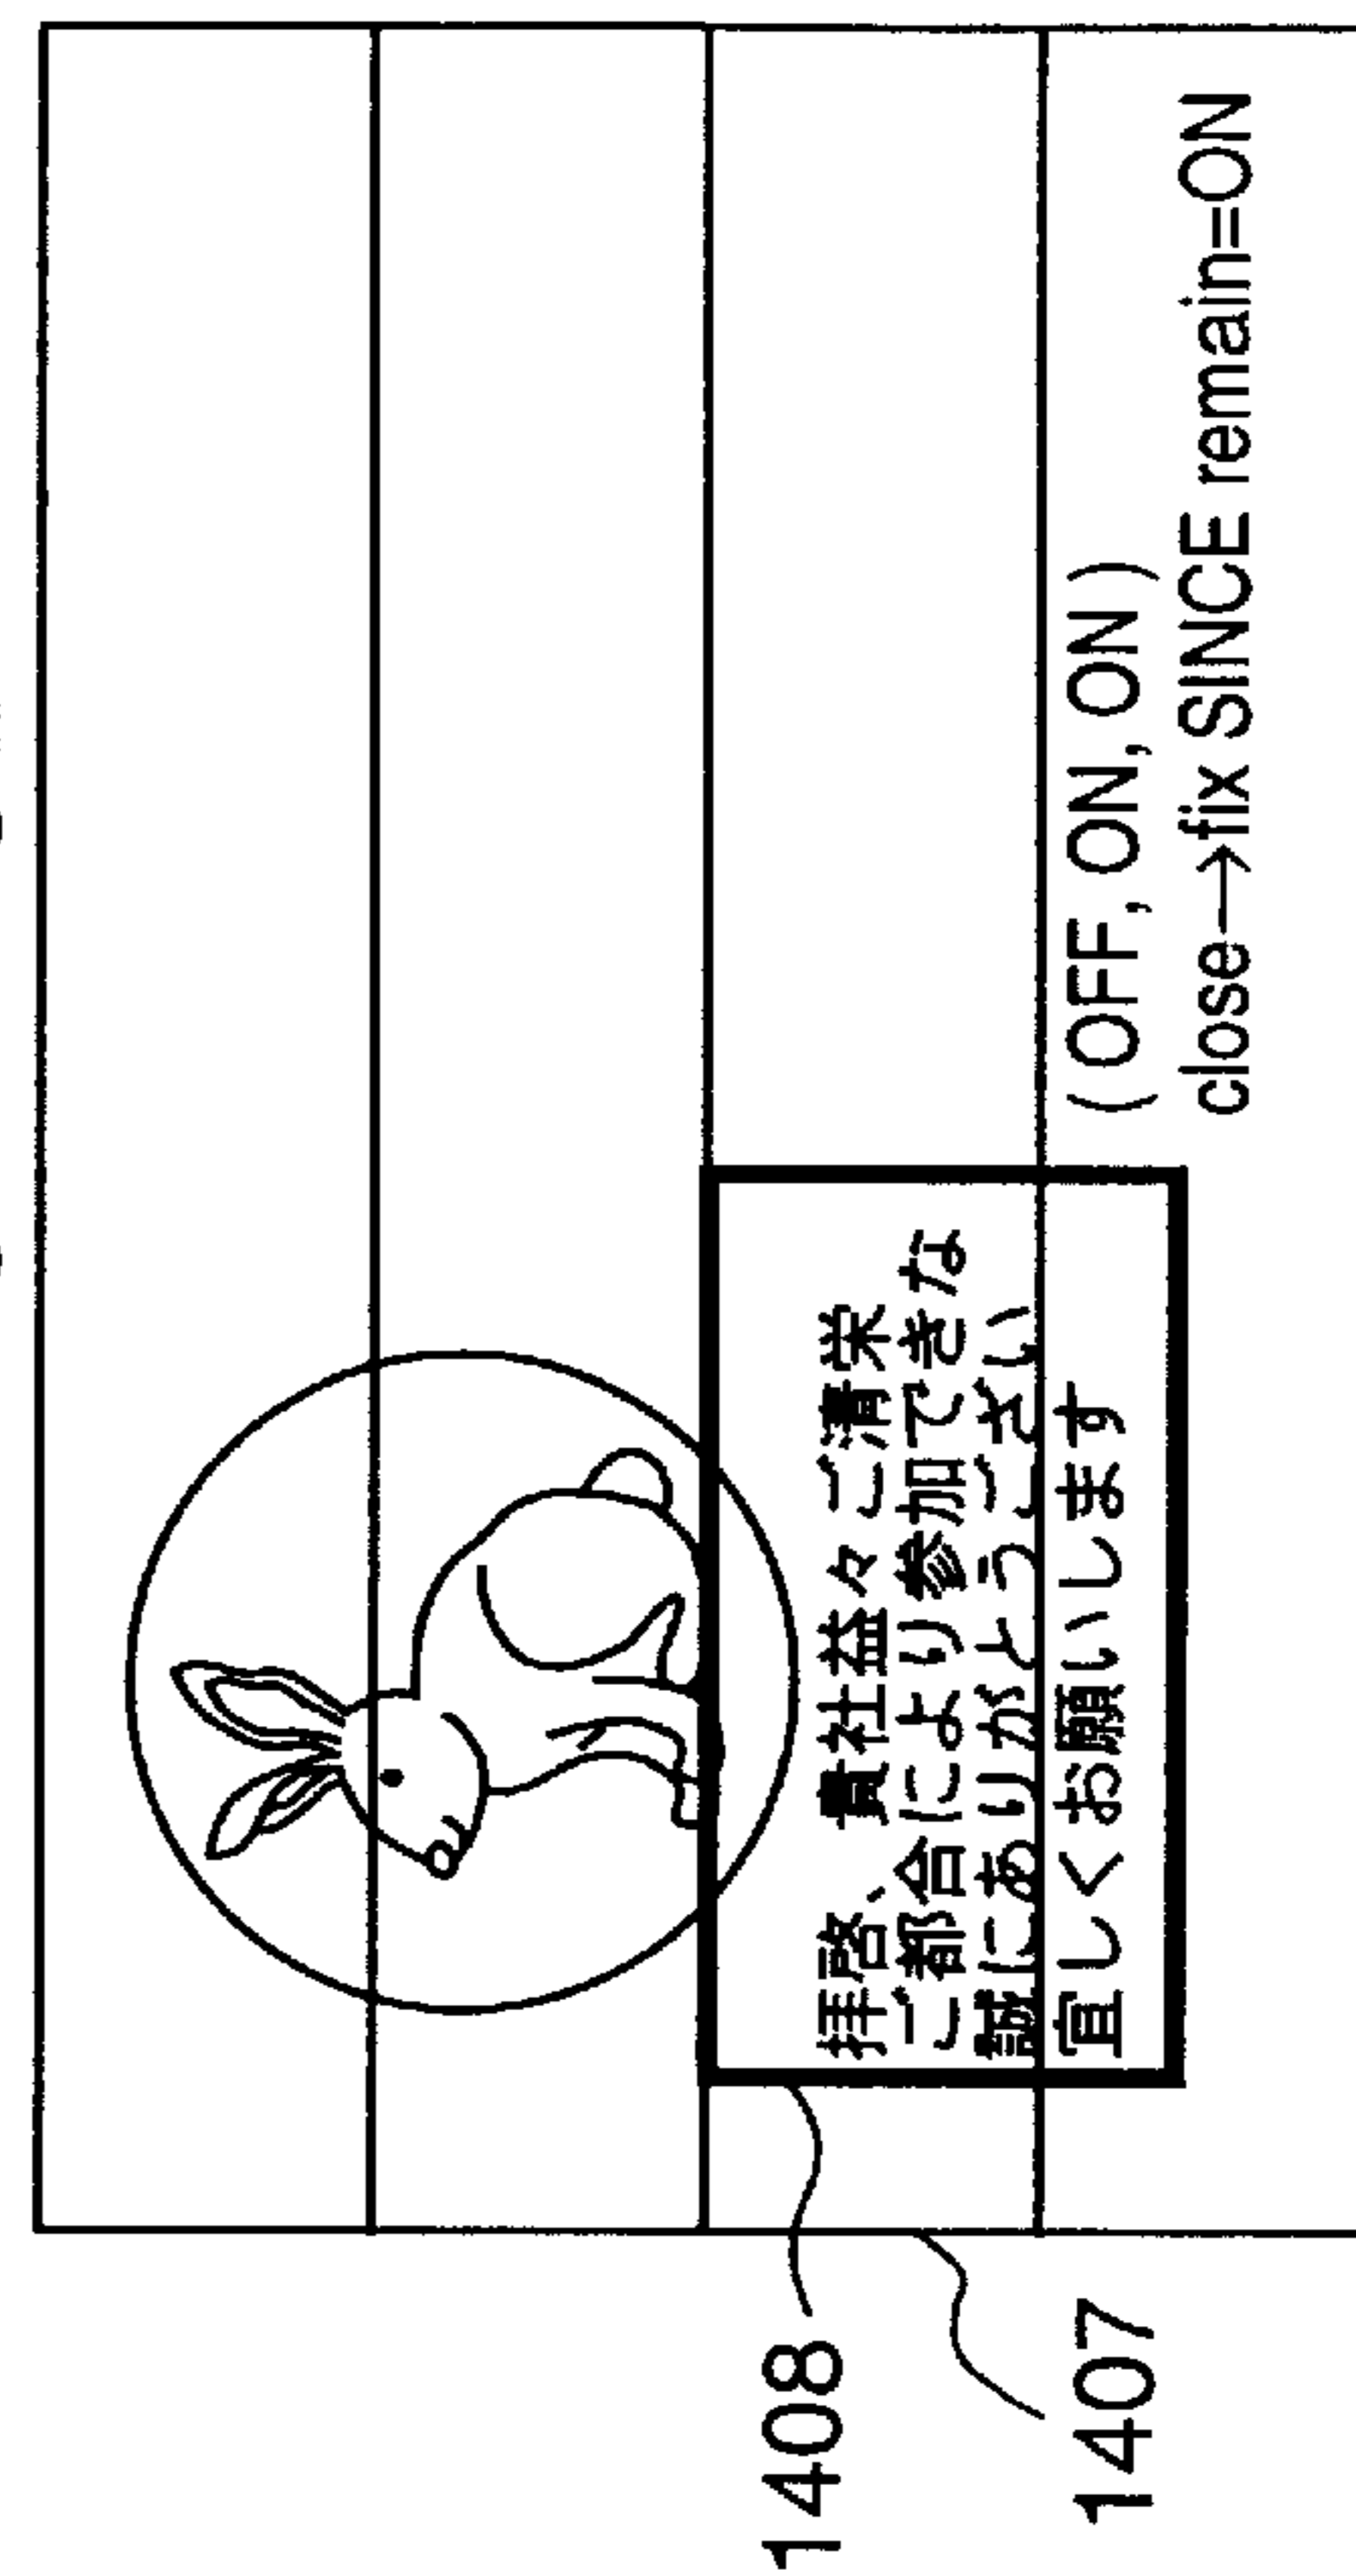 拝啓、貴社益々ご清栄
ご都合により参加できな
誠にありがとうござい
宜しくお願いします
(OFF, ON, ON)
close→fix SINCE remain=ON
1408
1407